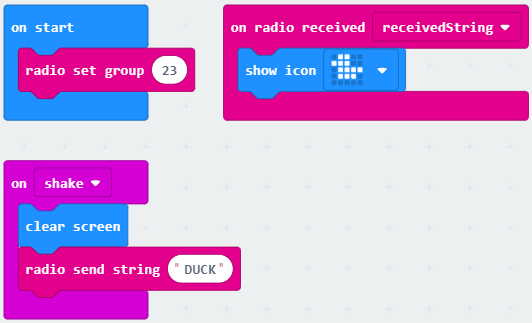 on start
radio set group 23
on radio received receivedString
show icon
on shake
clear screen
radio send string "DUCK"